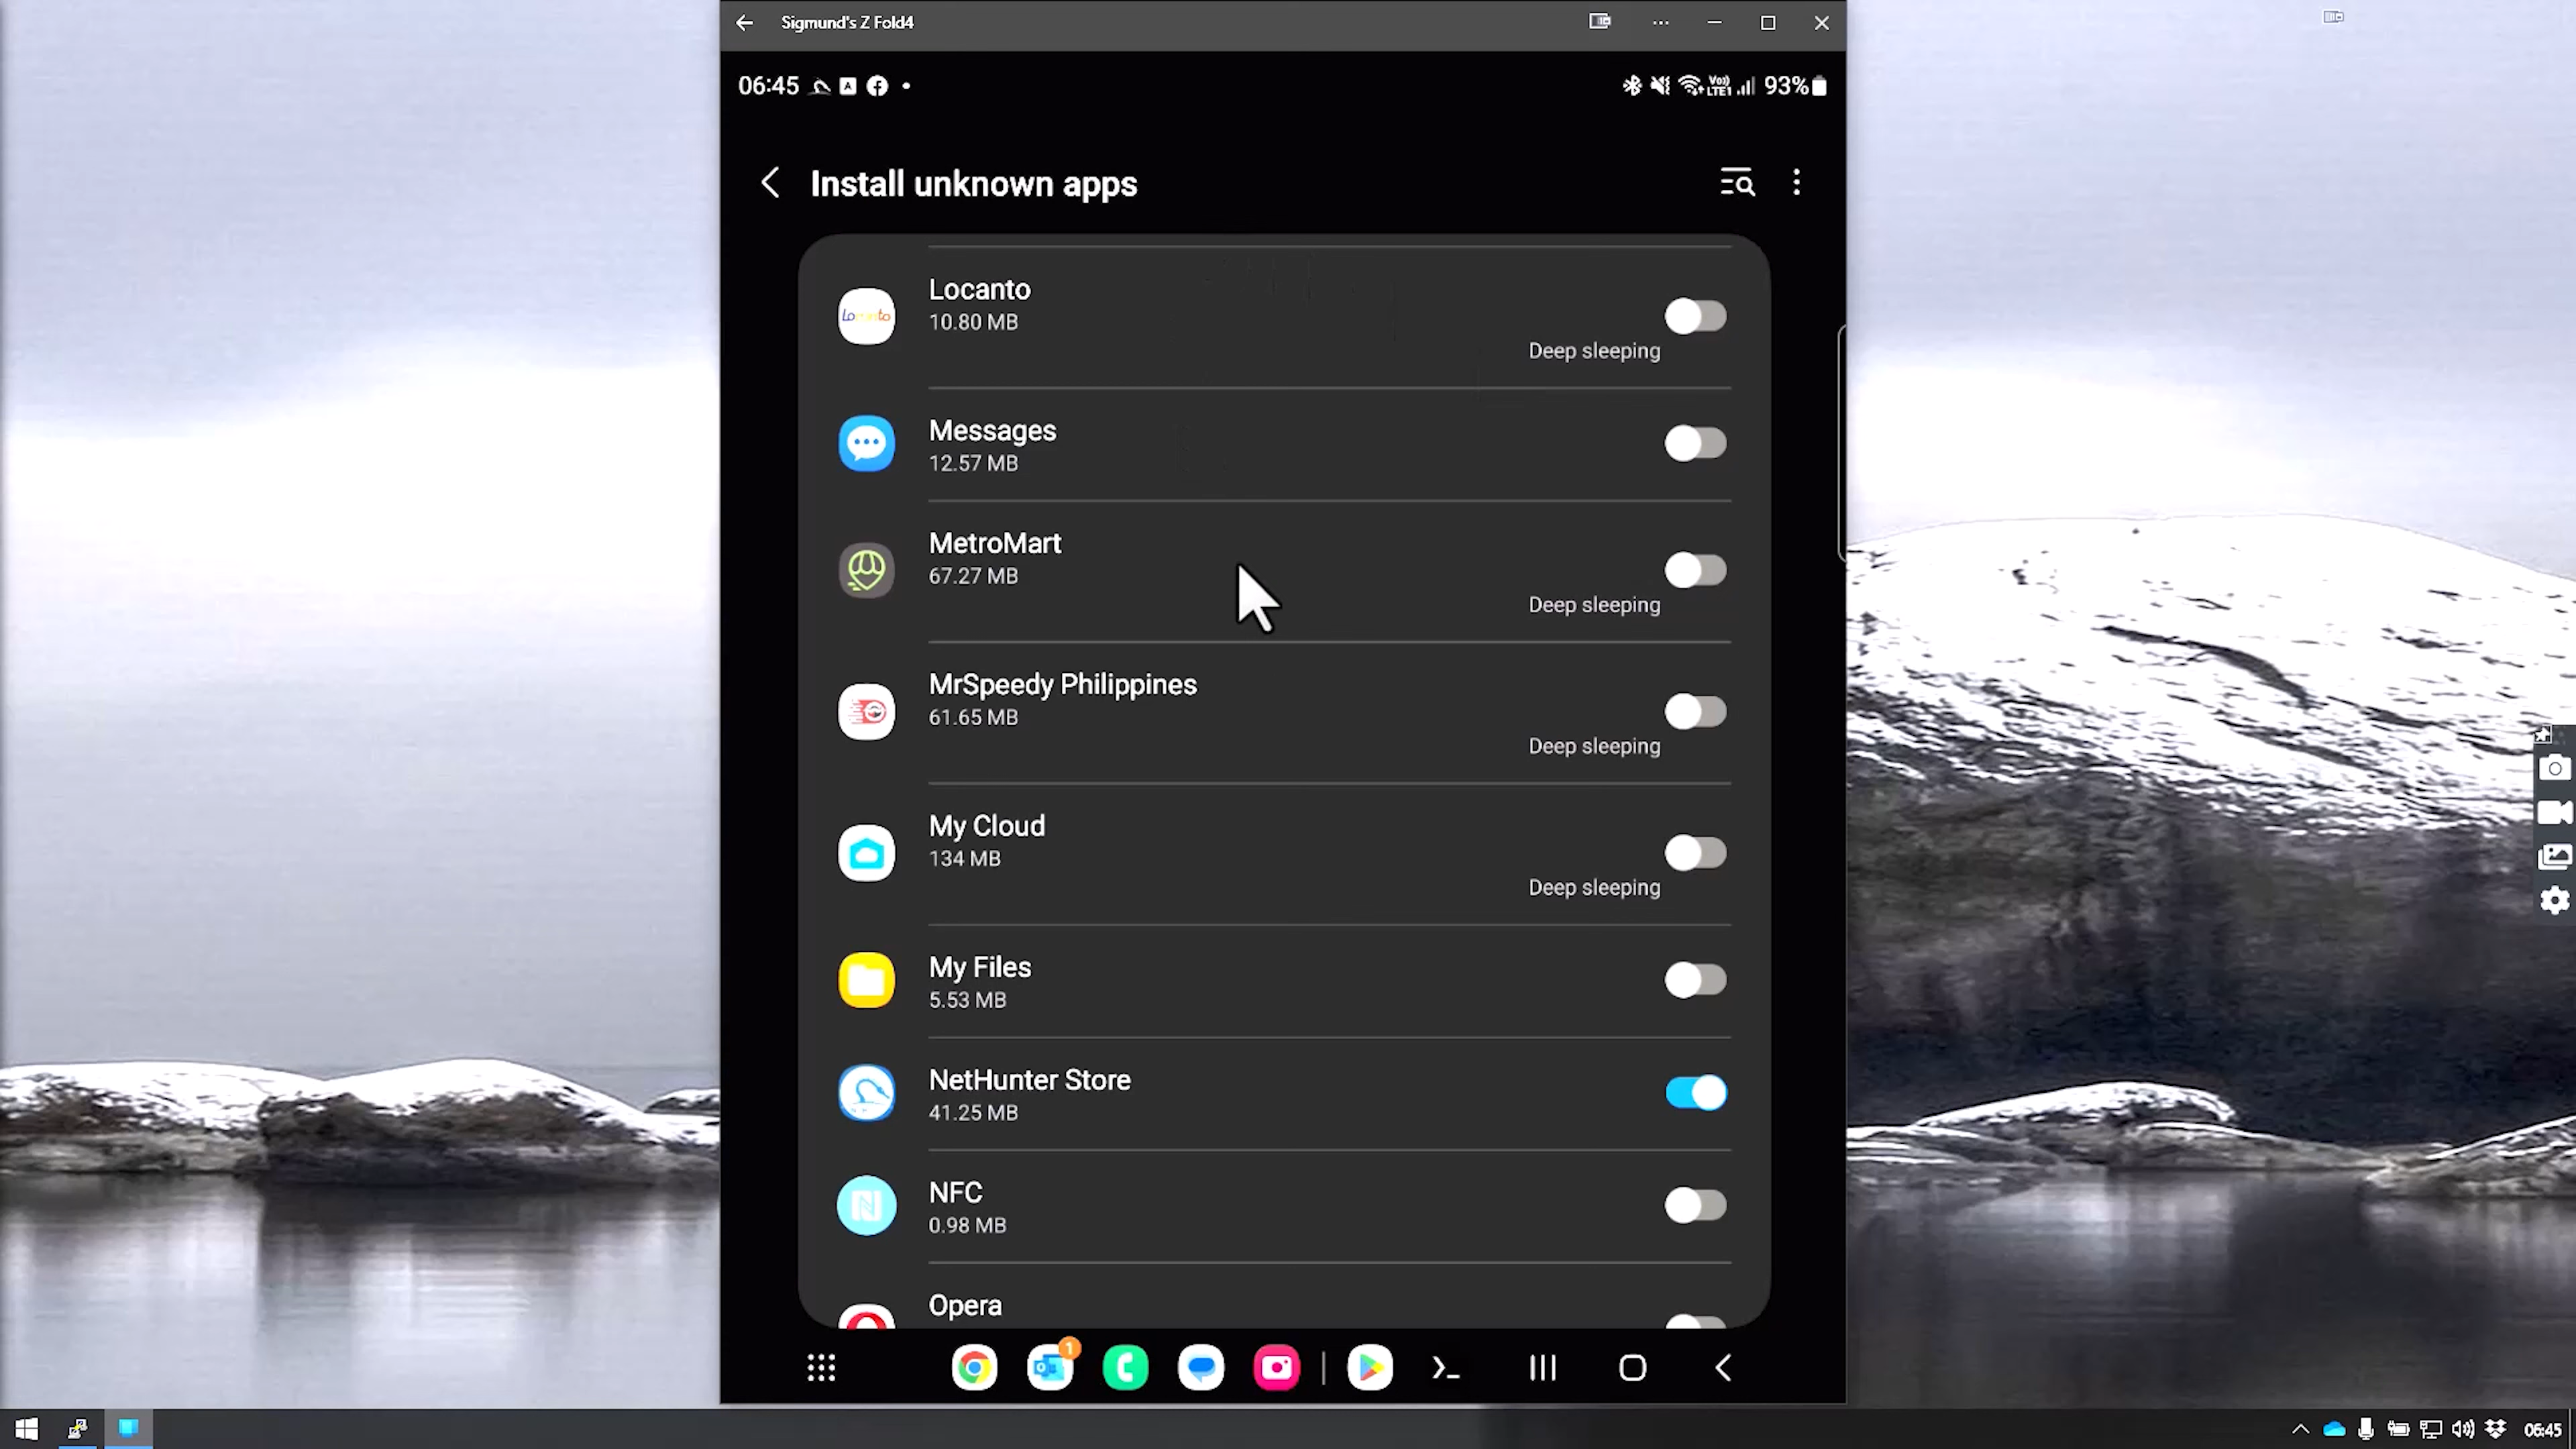 Sigmund's Z Fold4
06:45
93%
Install unknown apps
Locanto
10.80 MB
Deep sleeping
Messages
12.57 MB
MetroMart
67.27 MB
Deep sleeping
MrSpeedy Philippines
61.65 MB
Deep sleeping
My Cloud
134 MB
Deep sleeping
My Files
5.53 MB
NetHunter Store
41.25 MB
NFC
0.98 MB
Opera
1
06:45